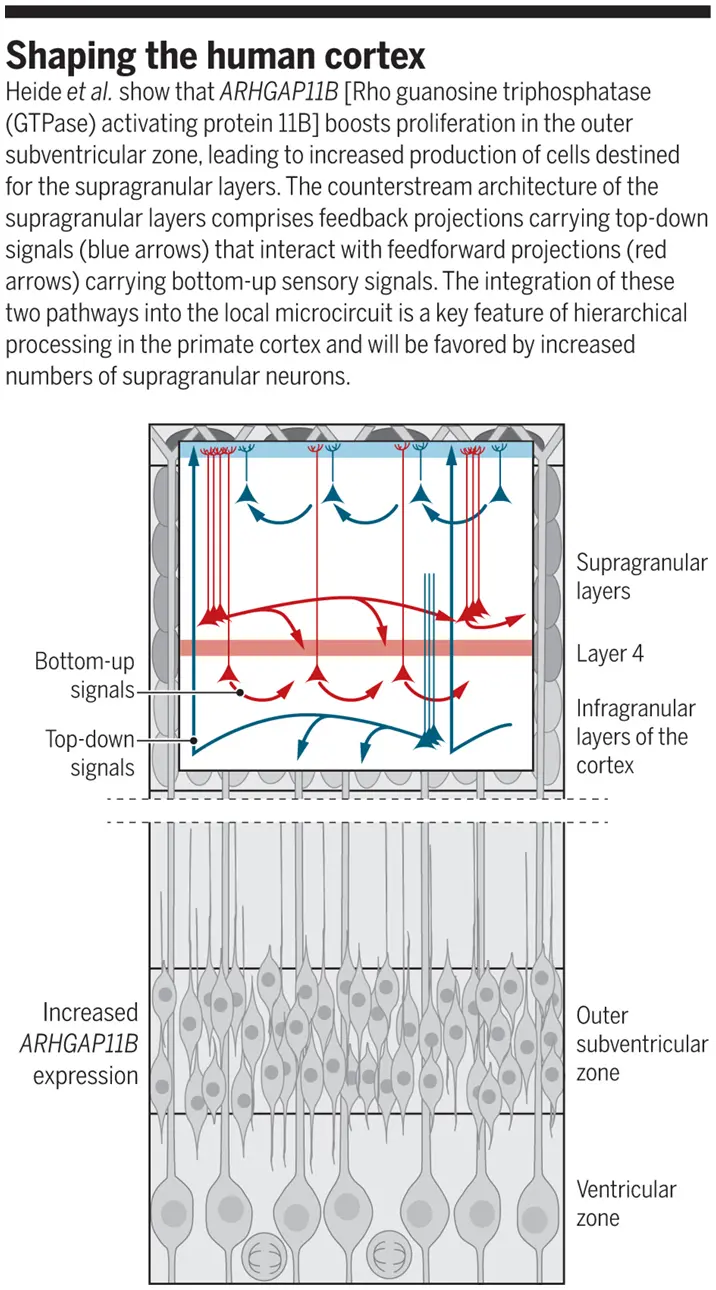 Shaping the human cortex
Heide et al. show that ARHGAP11B [Rho guanosine triphosphatase
(GTPase) activating protein 11B] boosts proliferation in the outer
subventricular zone, leading to increased production of cells destined
for the supragranular layers. The counterstream architecture of the
supragranular layers comprises feedback projections carrying top-down
signals (blue arrows) that interact with feedforward projections (red
arrows) carrying bottom-up sensory signals. The integration of these
two pathways into the local microcircuit is a key feature of hierarchical
processing in the primate cortex and will be favored by increased
numbers of supragranular neurons.
Supragranular
layers
Layer 4
Bottom-up
signals
Infragranular
layers of the
cortex
Top-down
signals
Increased
ARHGAP11B
expression
Outer
subventricular
zone
Ventricular
zone